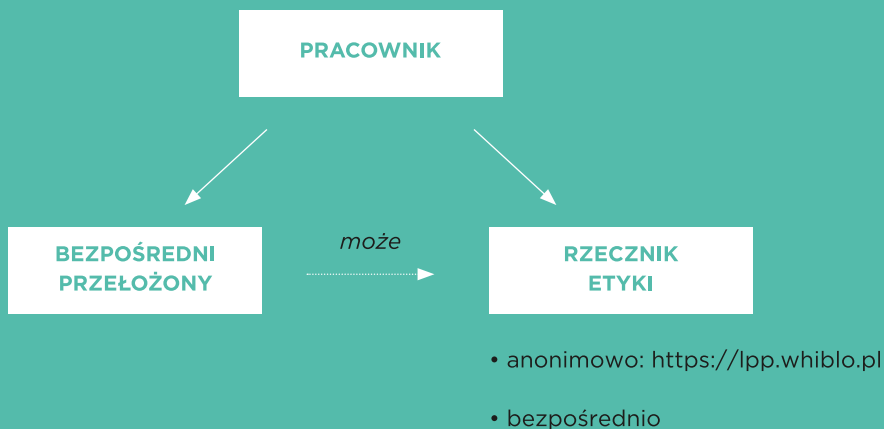 PRACOWNIK
BEZPOŚREDNI
PRZEŁOŻONY
może
RZECZNIK
ETYKI
• anonimowo: https://lpp.whiblo.pl
• bezpośrednio